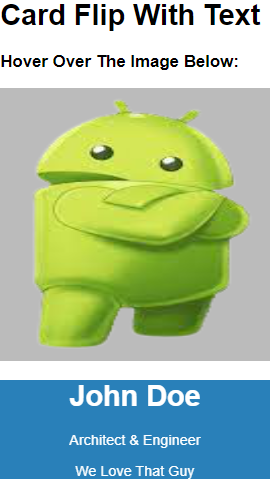 Card Flip With Text
Hover Over The Image Below:
John Doe
Architect & Engineer
We Love That Guy